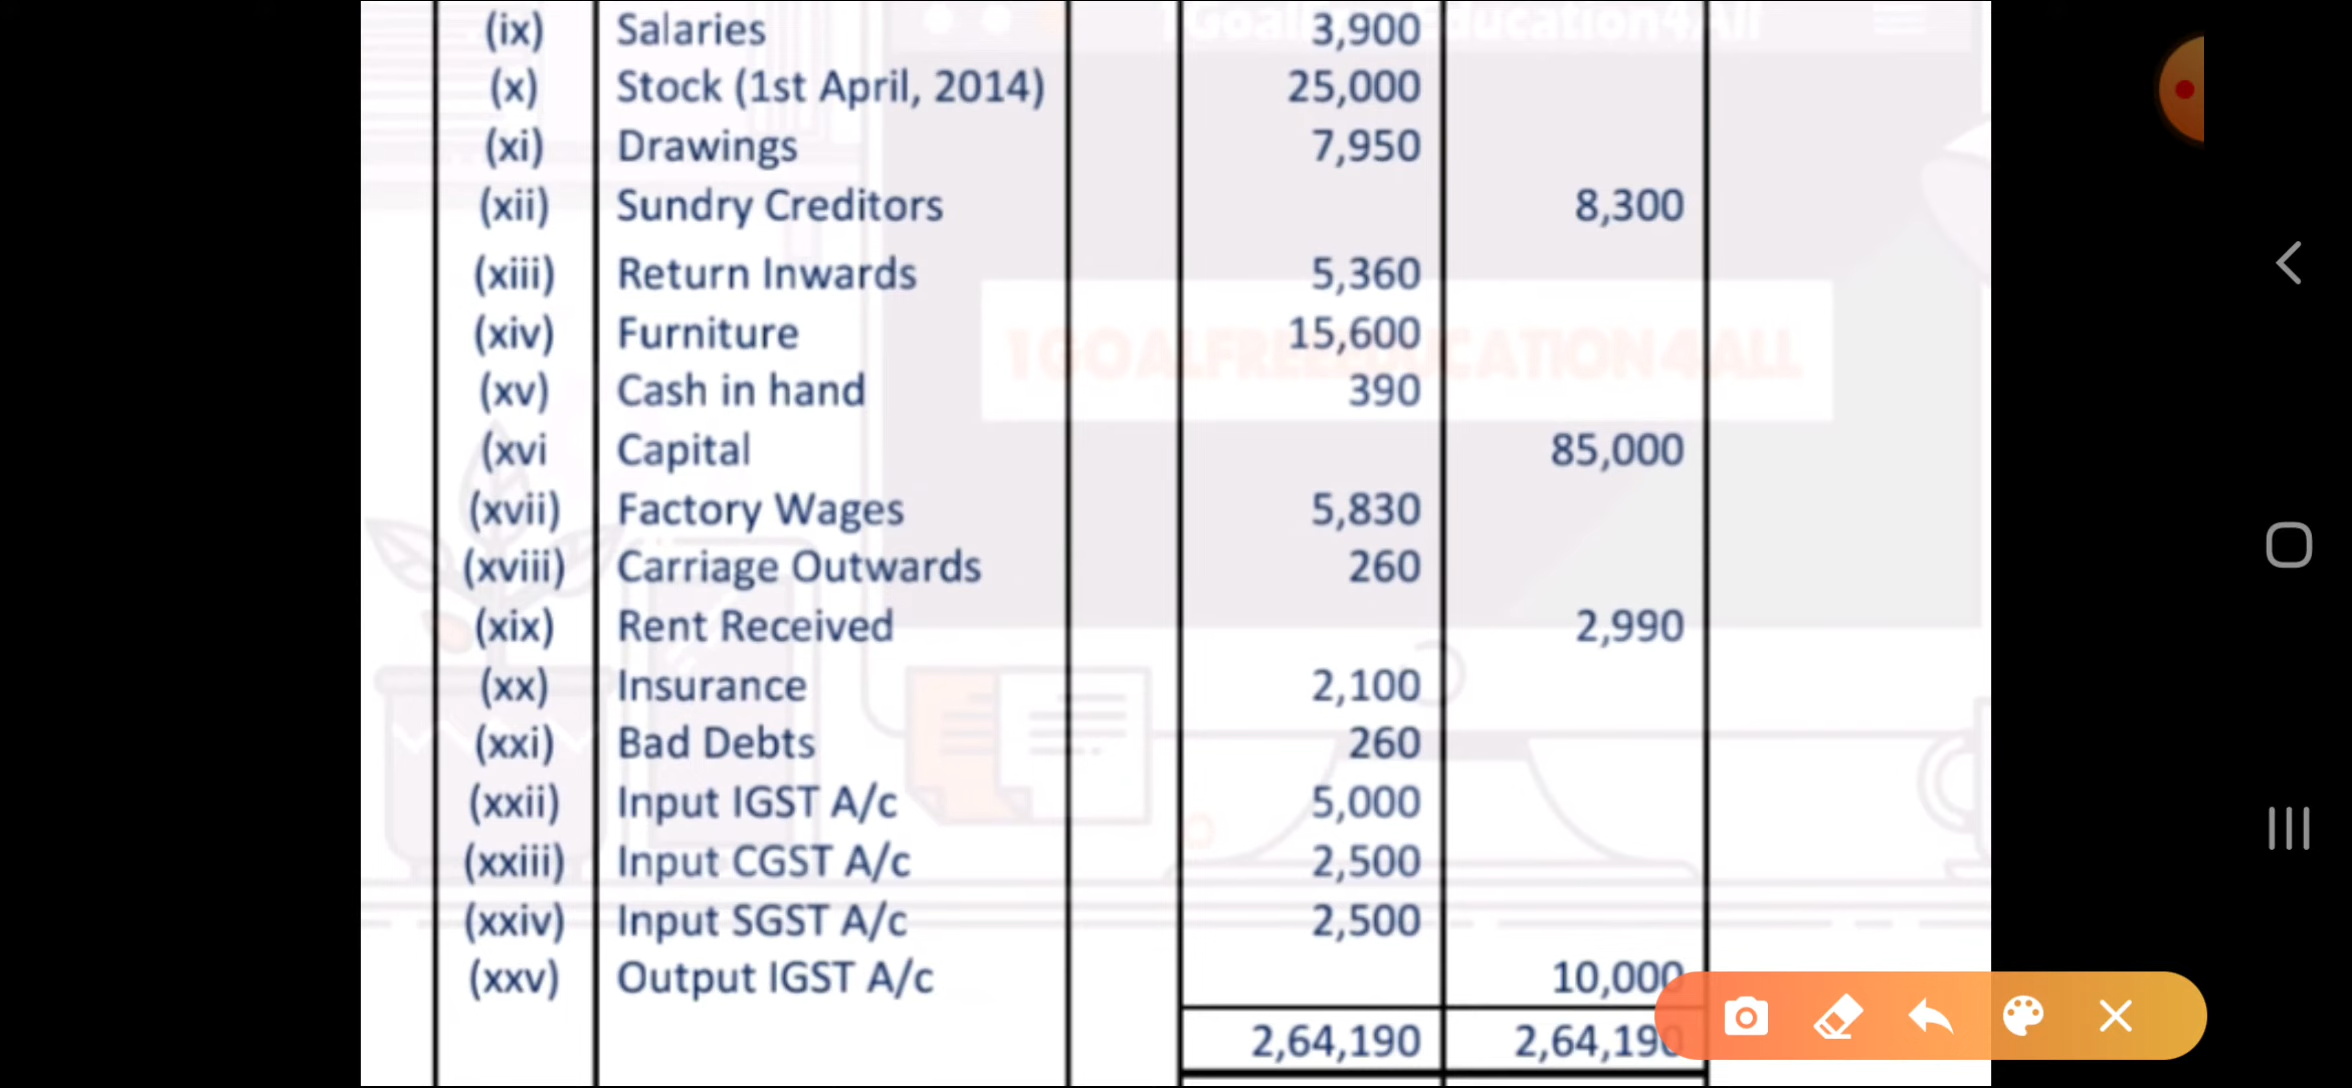 1Goalfreeeducation4All
(ix) Salaries 3,900
(x) Stock (1st April, 2014) 25,000
(xi) Drawings 7,950
(xii) Sundry Creditors 8,300
(xiii) Return Inwards 5,360
(xiv) Furniture 15,600
1GOALFREEEDUCATION4ALL
(xv) Cash in hand 390
(xvi Capital 85,000
(xvii) Factory Wages 5,830
(xviii) Carriage Outwards 260
(xix) Rent Received 2,990
(xx) Insurance 2,100
(xxi) Bad Debts 260
(xxii) Input IGST A/c 5,000
(xxiii) Input CGST A/c 2,500
(xxiv) Input SGST A/c 2,500
(xxv) Output IGST A/c 10,000
2,64,190 2,64,190